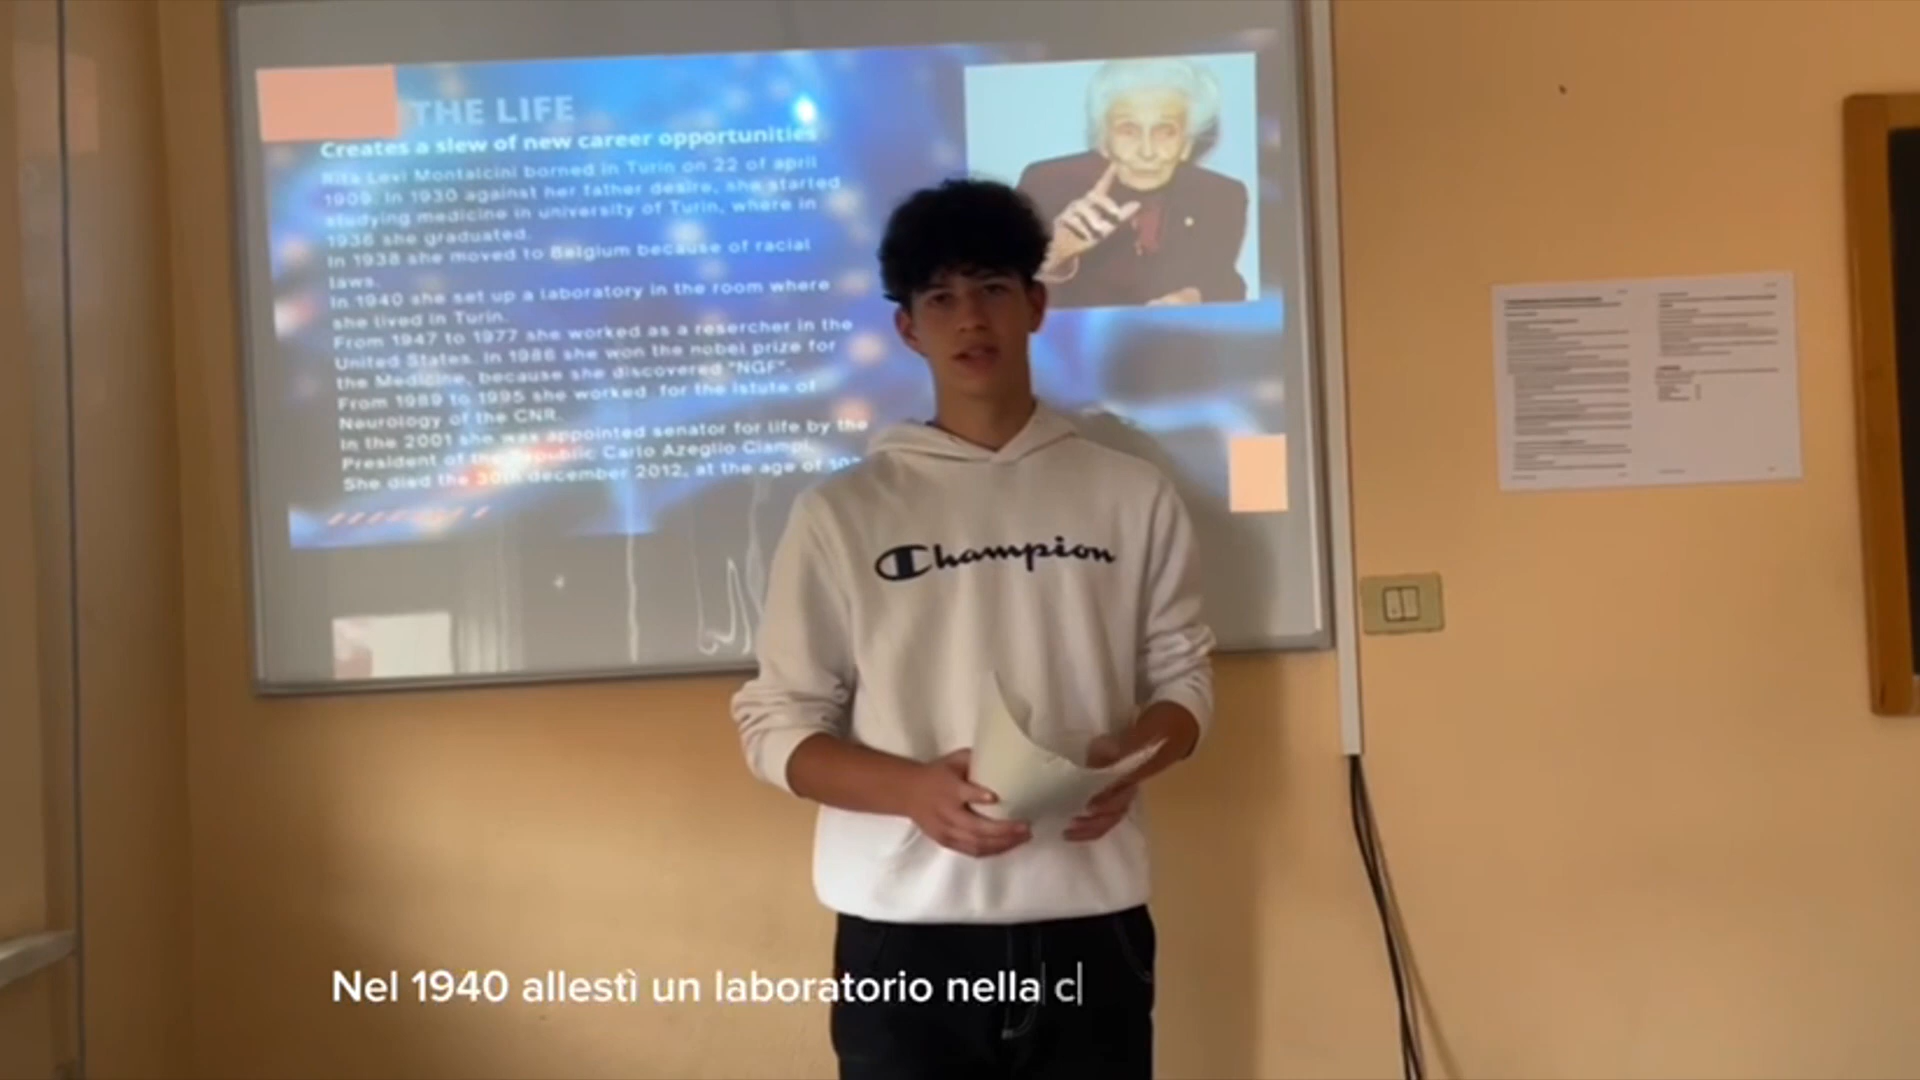 THE LIFE
Creates a slew of new career opportunities
Rita Levi Montalcini borned in Turin on 22 of april
1909. In 1930 against her father desire, she started
studying medicine in university of Turin, where in
1936 she graduated.
In 1938 she moved to Belgium because of racial
laws.
In 1940 she set up a laboratory in the room where
she lived in Turin.
From 1947 to 1977 she worked as a resercher in the
United States. In 1986 she won the nobel prize for
the Medicine, because she discovered "NGF".
From 1989 to 1995 she worked for the istute of
Neurology of the CNR.
In the 2001 she was appointed senator for life by the
President of the Republic Carlo Azeglio Ciampi.
She died the 30th december 2012, at the age of
Champion
Nel 1940 allestì un laboratorio nella c